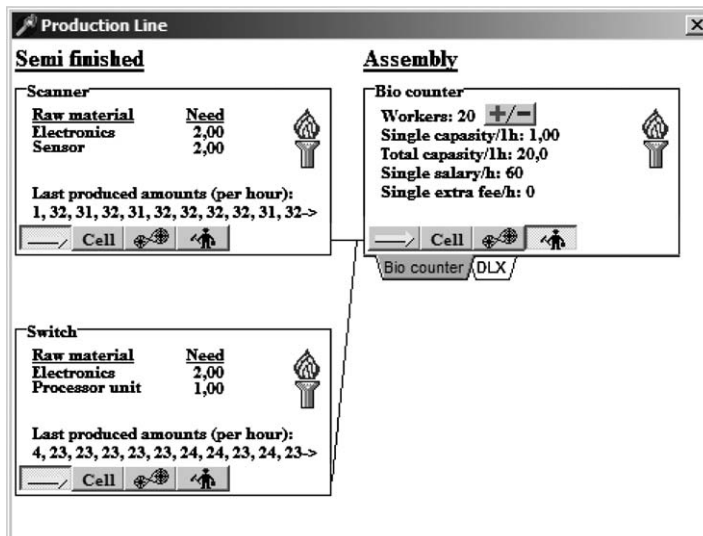 Production Line
Semi finished
Scanner
Raw material Need
Electronics 2,00
Sensor 2,00
Last produced amounts (per hour):
1, 32, 31, 32, 31, 32, 32, 32, 32, 31, 32->
Cell
Switch
Raw material Need
Electronics 2,00
Processor unit 1,00
Last produced amounts (per hour):
4, 23, 23, 23, 23, 23, 24, 24, 23, 24, 23->
Cell
Assembly
Bio counter
Workers: 20 +/-
Single capasity/1h: 1,00
Total capasity/1h: 20,0
Single salary/h: 60
Single extra fee/h: 0
Cell
Bio counter DLX